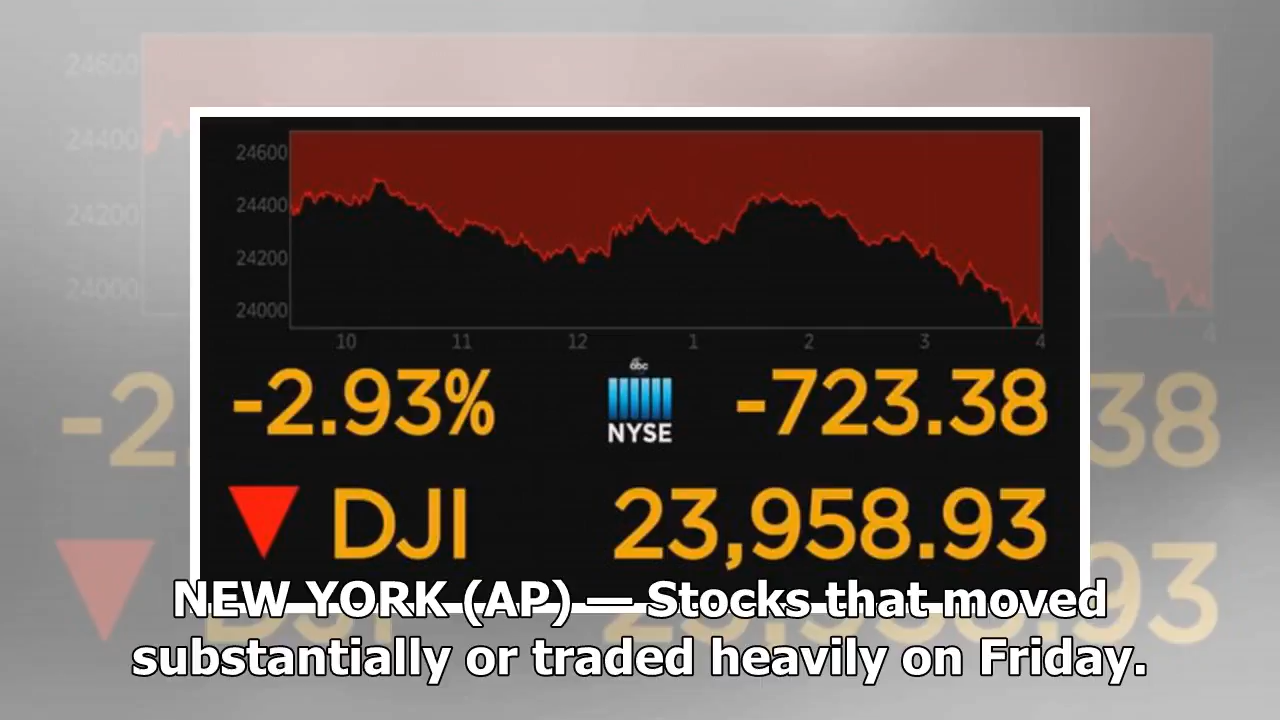 24600
24400
24200
24000
10 11 12 1 2 3 4
-2.93% abc NYSE -723.38
DJI 23,958.93
NEW YORK (AP) — Stocks that moved
substantially or traded heavily on Friday.